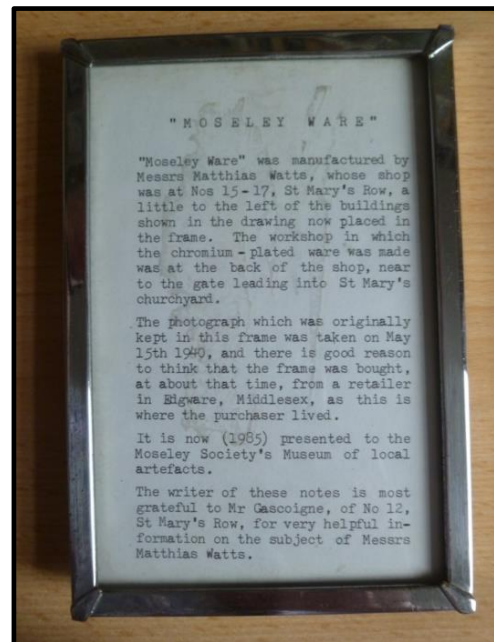 "MOSELEY WARE"
"Moseley Ware" was manufactured by
Messrs Matthias Watts, whose shop
was at Nos 15-17, St Mary's Row, a
little to the left of the buildings
shown in the drawing now placed in
the frame. The workshop in which
the chromium-plated ware was made
was at the back of the shop, near
to the gate leading into St Mary's
churchyard.
The photograph which was originally
kept in this frame was taken on May
15th 1940, and there is good reason
to think that the frame was bought,
at about that time, from a retailer
in Edgware, Middlesex, as this is
where the purchaser lived.
It is now (1985) presented to the
Moseley Society's Museum of local
artefacts.
The writer of these notes is most
grateful to Mr Gascoigne, of No 12,
St Mary's Row, for very helpful in-
formation on the subject of Messrs
Matthias Watts.